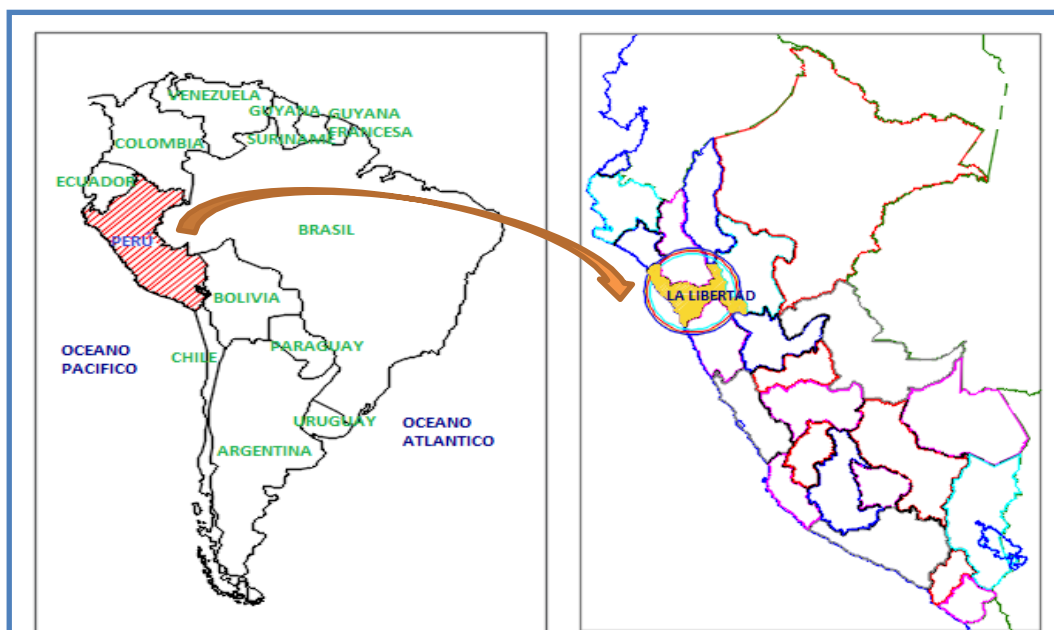 VENEZUELA
GUYANA
GUYANA
FRANCESA
SURINAME
COLOMBIA
ECUADOR
PERU
BRASIL
BOLIVIA
PARAGUAY
CHILE
OCEANO
PACIFICO
URUGUAY
OCEANO
ATLANTICO
ARGENTINA
LA LIBERTAD